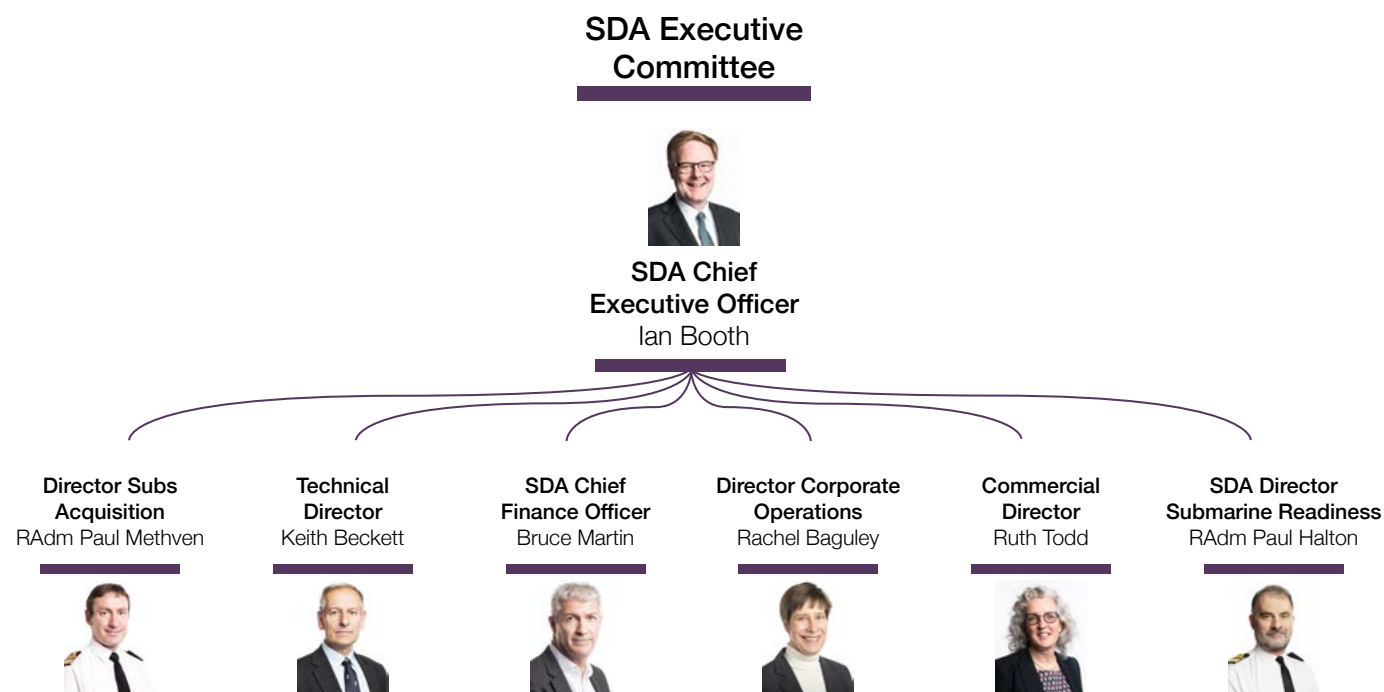 SDA Executive
Committee
SDA Chief
Executive Officer
Ian Booth
Director Subs
Acquisition
RAdm Paul Methven
Technical
Director
Keith Beckett
SDA Chief
Finance Officer
Bruce Martin
Director Corporate
Operations
Rachel Baguley
Commercial
Director
Ruth Todd
SDA Director
Submarine Readiness
RAdm Paul Halton